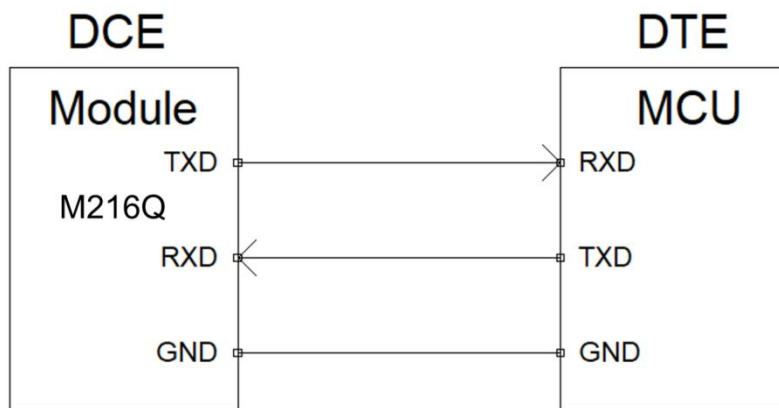 DCE
DTE
Module
MCU
TXD
RXD
M216Q
RXD
TXD
GND
GND